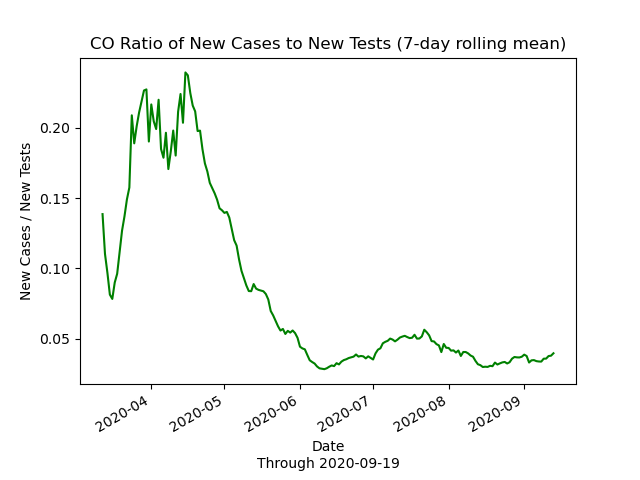 CO Ratio of New Cases to New Tests (7-day rolling mean)
New Cases / New Tests
0.20
0.15
0.10
0.05
2020-04
2020-05
2020-06
2020-07
2020-08
2020-09
Date
Through 2020-09-19